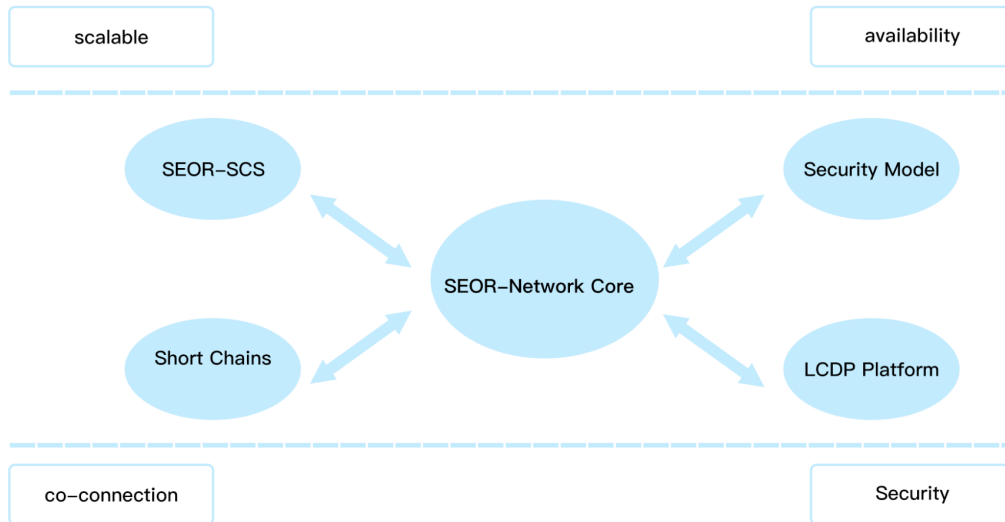 scalable
availability
SEOR-SCS
Security Model
SEOR-Network Core
Short Chains
LCDP Platform
co-connection
Security